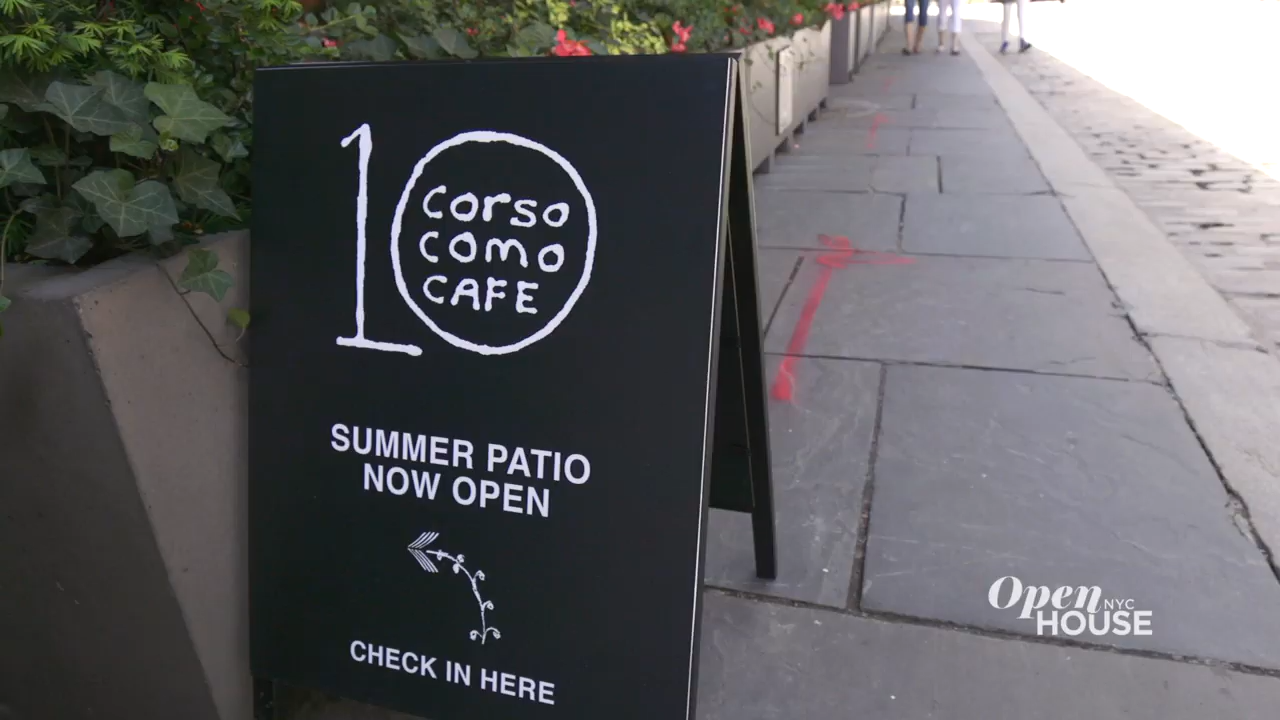 10
corso
como
CAFE
SUMMER PATIO
NOW OPEN
CHECK IN HERE
Open NYC
HOUSE